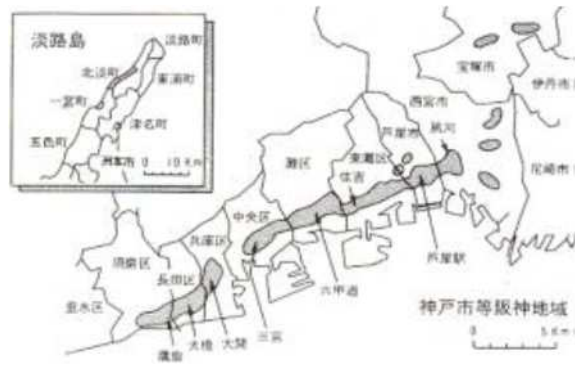 淡路島
淡路町
北淡町
東浦町
一宮町
津名町
五色町
洲本市
0 10Km
宝塚市
伊丹市
西宮市
芦屋市
夙川
東灘区
住吉
灘区
尼崎市
中央区
兵庫区
須磨区
長田区
垂水区
芦屋駅
六甲道
三宮
大開
大橋
鷹取
神戸市等阪神地域
0 5Km